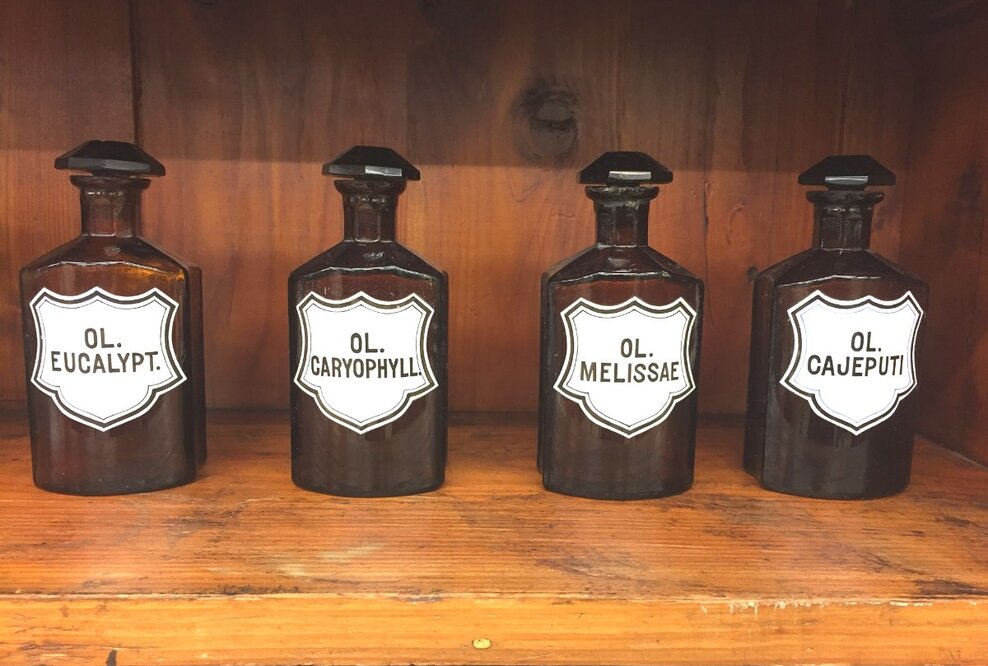 OL.
EUCALYPT.
OL.
CARYOPHYLL.
OL.
MELISSAE
OL.
CAJEPUTI